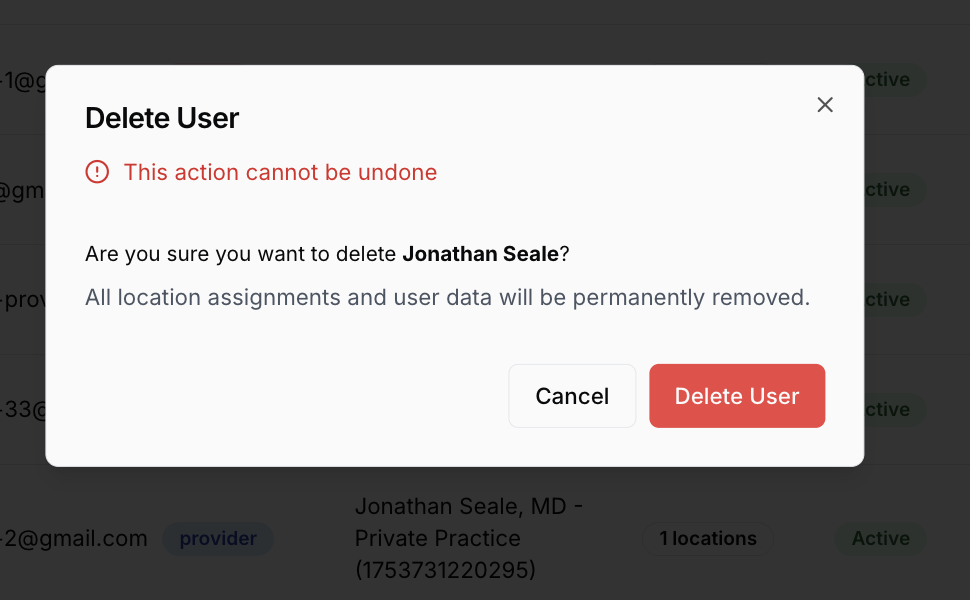 Delete User
This action cannot be undone
Are you sure you want to delete Jonathan Seale?
All location assignments and user data will be permanently removed.
Cancel
Delete User
-1@g
ctive
@gm
ctive
-prov
ctive
-33@
ctive
-2@gmail.com
provider
Jonathan Seale, MD -
Private Practice
(1753731220295)
1 locations
Active